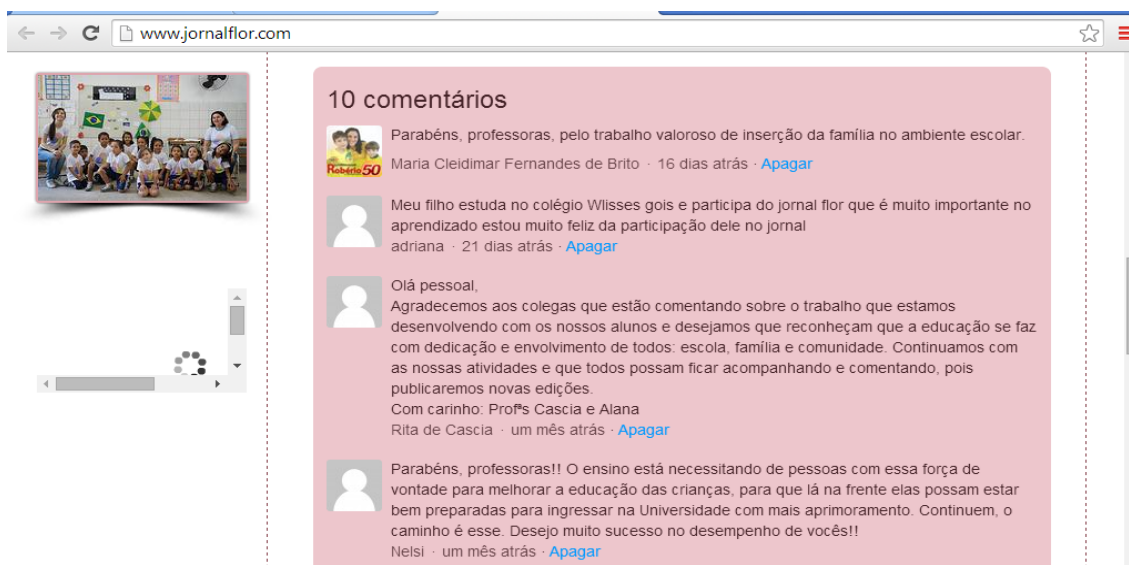 www.jornalflor.com
10 comentários
Parabéns, professoras, pelo trabalho valoroso de inserção da família no ambiente escolar.
Maria Cleidimar Fernandes de Brito · 16 dias atrás · Apagar
Robério 50
Meu filho estuda no colégio Wlisses gois e participa do jornal flor que é muito importante no
aprendizado estou muito feliz da participação dele no jornal
adriana · 21 dias atrás · Apagar
Olá pessoal,
Agradecemos aos colegas que estão comentando sobre o trabalho que estamos
desenvolvendo com os nossos alunos e desejamos que reconheçam que a educação se faz
com dedicação e envolvimento de todos: escola, família e comunidade. Continuamos com
as nossas atividades e que todos possam ficar acompanhando e comentando, pois
publicaremos novas edições.
Com carinho: Profªs Cascia e Alana
Rita de Cascia · um mês atrás · Apagar
Parabéns, professoras!! O ensino está necessitando de pessoas com essa força de
vontade para melhorar a educação das crianças, para que lá na frente elas possam estar
bem preparadas para ingressar na Universidade com mais aprimoramento. Continuem, o
caminho é esse. Desejo muito sucesso no desempenho de vocês!!
Nelsi · um mês atrás · Apagar